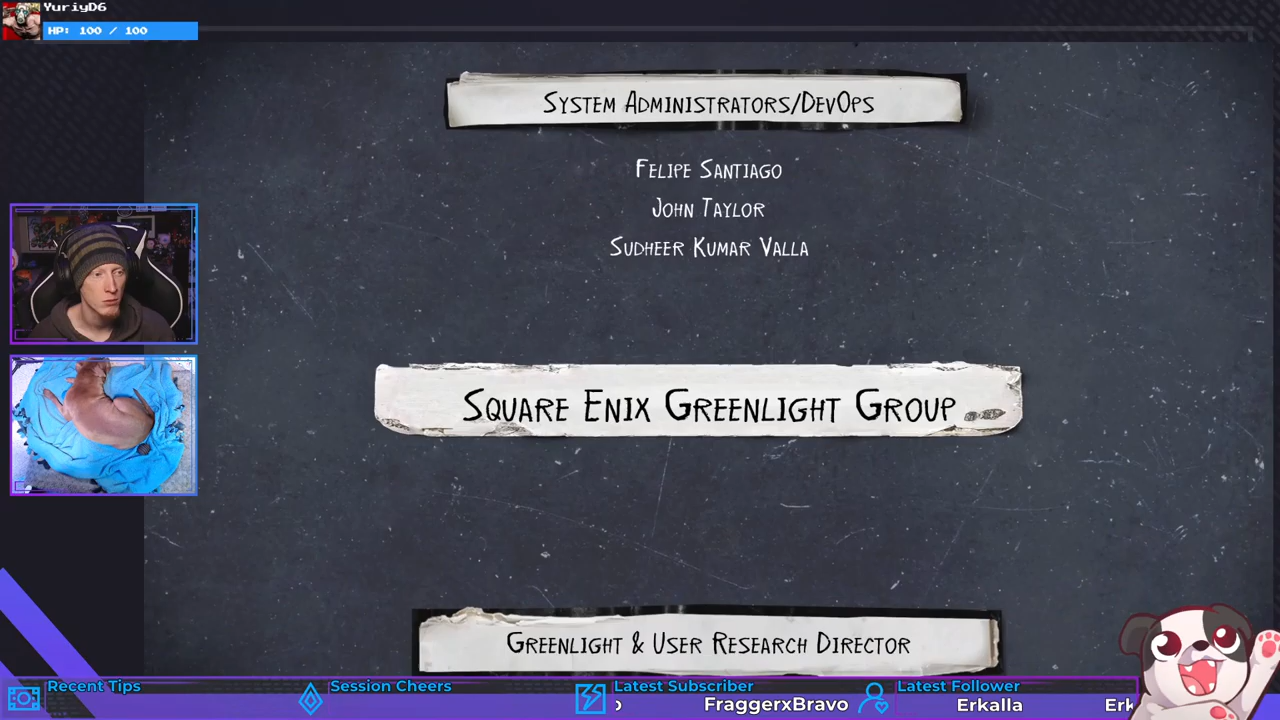 YuriyD6
HP: 100 / 100
System Administrators/DevOps
Felipe Santiago
John Taylor
Sudheer Kumar Valla
Square Enix Greenlight Group
Greenlight & User Research Director
Recent Tips
Session Cheers
Latest Subscriber
FraggerxBravo
Latest Follower
Erkalla